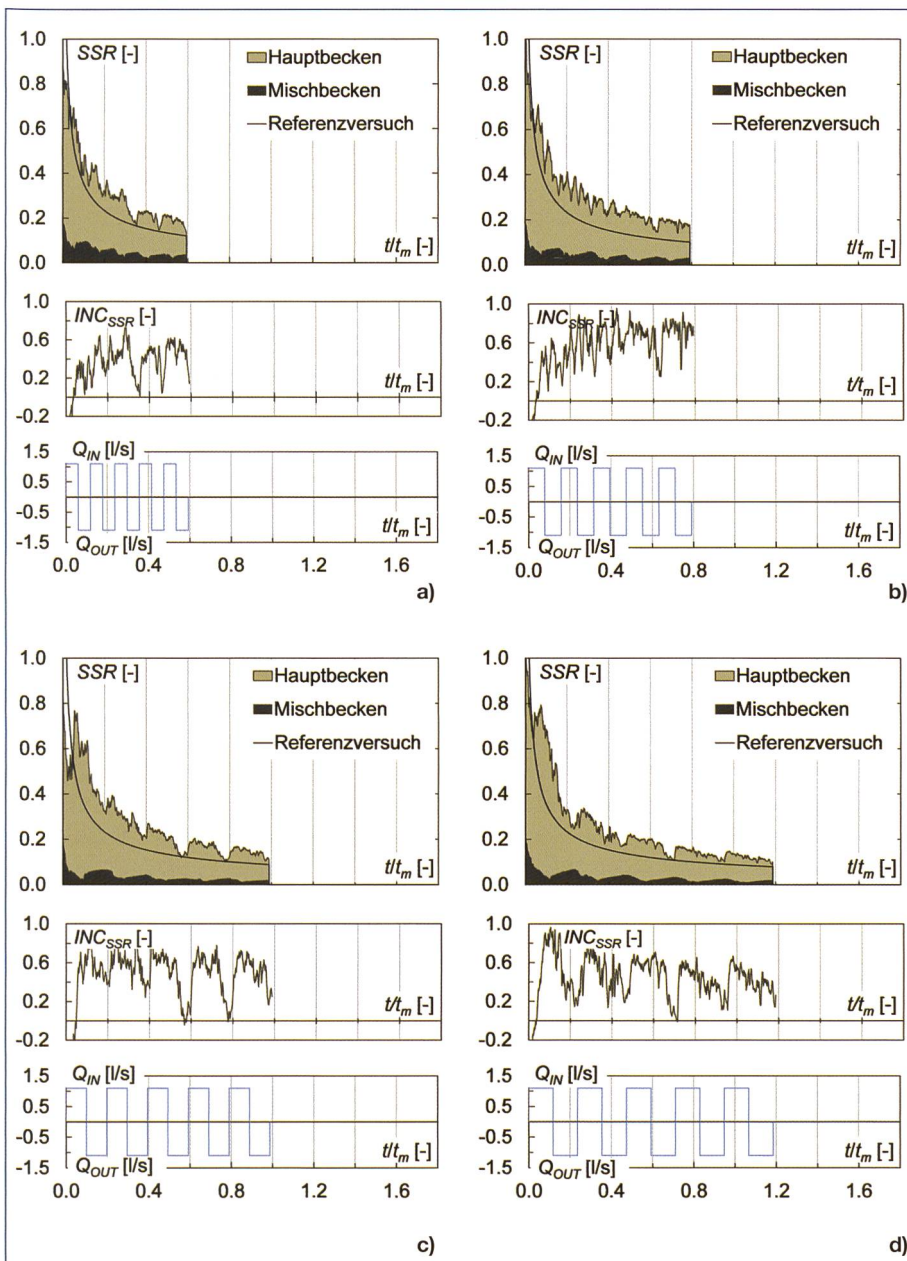 1.0
SSR [-]
Hauptbecken
0.8
Mischbecken
0.6
Referenzversuch
0.4
0.2
t/tm [-]
0.0
1.0
INCSSR [-]
0.6
0.2
t/tm [-]
-0.2
1.5
QIN [l/s]
0.5
-0.5
t/tm [-]
-1.5
QOUT [l/s]
0.0 0.4 0.8 1.2 1.6
a)
1.0
SSR [-]
Hauptbecken
0.8
Mischbecken
0.6
Referenzversuch
0.4
0.2
t/tm [-]
0.0
1.0
INCSSR [-]
0.6
0.2
t/tm [-]
-0.2
1.5
QIN [l/s]
0.5
-0.5
t/tm [-]
-1.5
QOUT [l/s]
0.0 0.4 0.8 1.2 1.6
b)
1.0
SSR [-]
Hauptbecken
0.8
Mischbecken
0.6
Referenzversuch
0.4
0.2
t/tm [-]
0.0
1.0
INCSSR [-]
0.6
0.2
t/tm [-]
-0.2
1.5
QIN [l/s]
0.5
-0.5
t/tm [-]
-1.5
QOUT [l/s]
0.0 0.4 0.8 1.2 1.6
c)
1.0
SSR [-]
Hauptbecken
0.8
Mischbecken
0.6
Referenzversuch
0.4
0.2
t/tm [-]
0.0
1.0
INCSSR [-]
0.6
0.2
t/tm [-]
-0.2
1.5
QIN [l/s]
0.5
-0.5
t/tm [-]
-1.5
QOUT [l/s]
0.0 0.4 0.8 1.2 1.6
d)